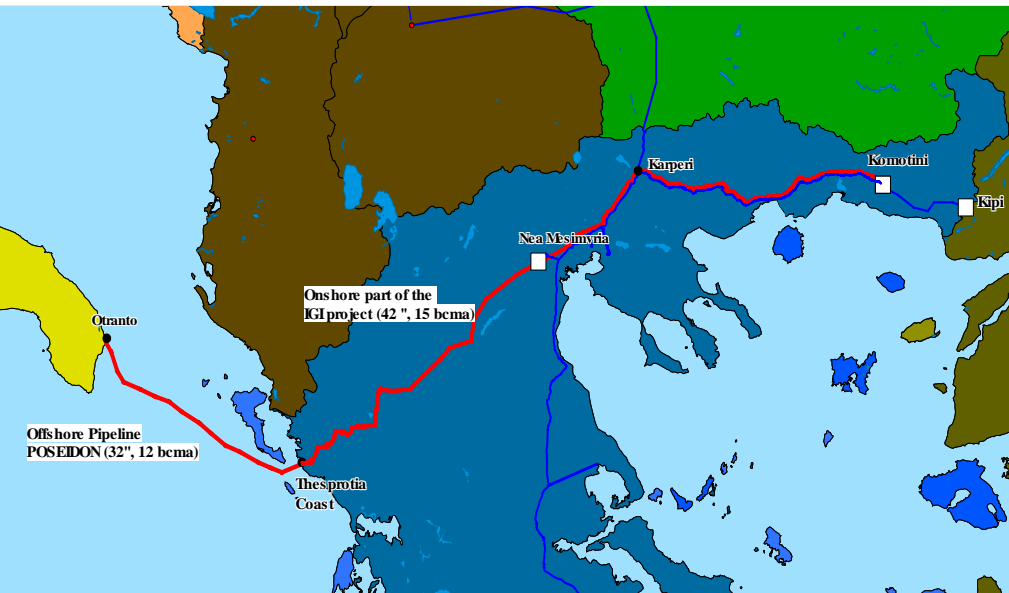 Karperi
Komotini
Kipi
Nea Mesimvria
Onshore part of the
IGI project (42 ", 15 bcma)
Otranto
Offshore Pipeline
POSEIDON (32", 12 bcma)
Thesprotia
Coast